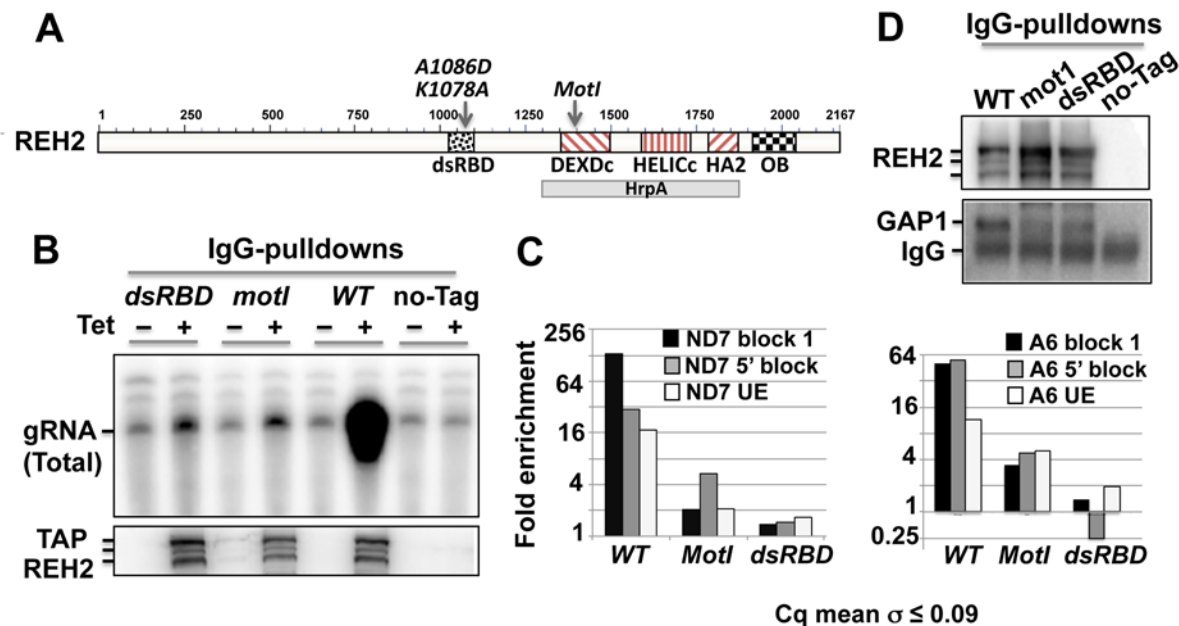 A
A1086D
K1078A
MotI
1 250 500 750 1000 1250 1500 1750 2000 2167
REH2
dsRBD DEXDc HELICc HA2 OB
HrpA
B
IgG-pulldowns
dsRBD motI WT no-Tag
Tet – + – + – + – +
gRNA
(Total)
TAP
REH2
C
Fold enrichment
256
64
16
4
1
ND7 block 1
ND7 5' block
ND7 UE
WT MotI dsRBD
64
16
4
1
0.25
A6 block 1
A6 5' block
A6 UE
WT MotI dsRBD
Cq mean σ ≤ 0.09
D
IgG-pulldowns
WT mot1 dsRBD no-Tag
REH2
GAP1
IgG